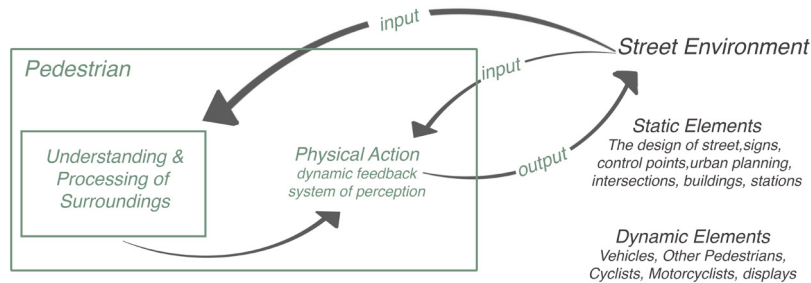 input
Street Environment
Pedestrian
input
Understanding &
Processing of
Surroundings
Physical Action
dynamic feedback
system of perception
output
Static Elements
The design of street,signs,
control points,urban planning,
intersections, buildings, stations
Dynamic Elements
Vehicles, Other Pedestrians,
Cyclists, Motorcyclists, displays